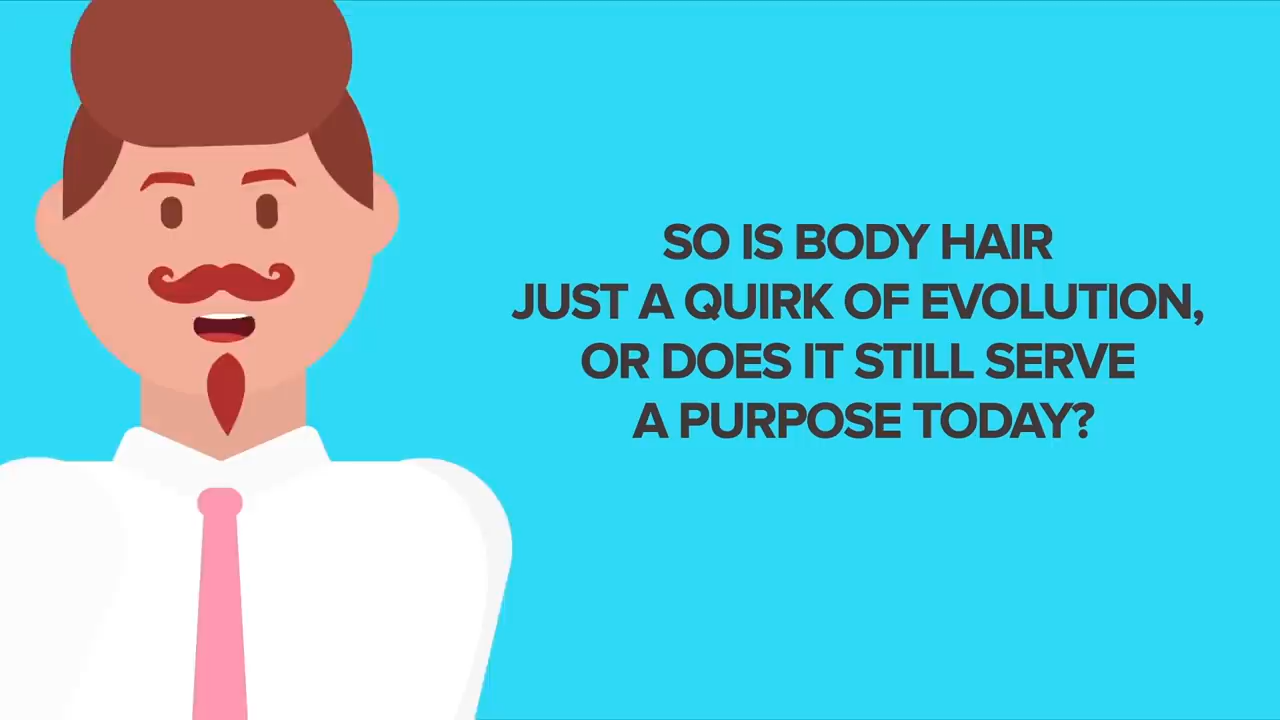 SO IS BODY HAIR
JUST A QUIRK OF EVOLUTION,
OR DOES IT STILL SERVE
A PURPOSE TODAY?